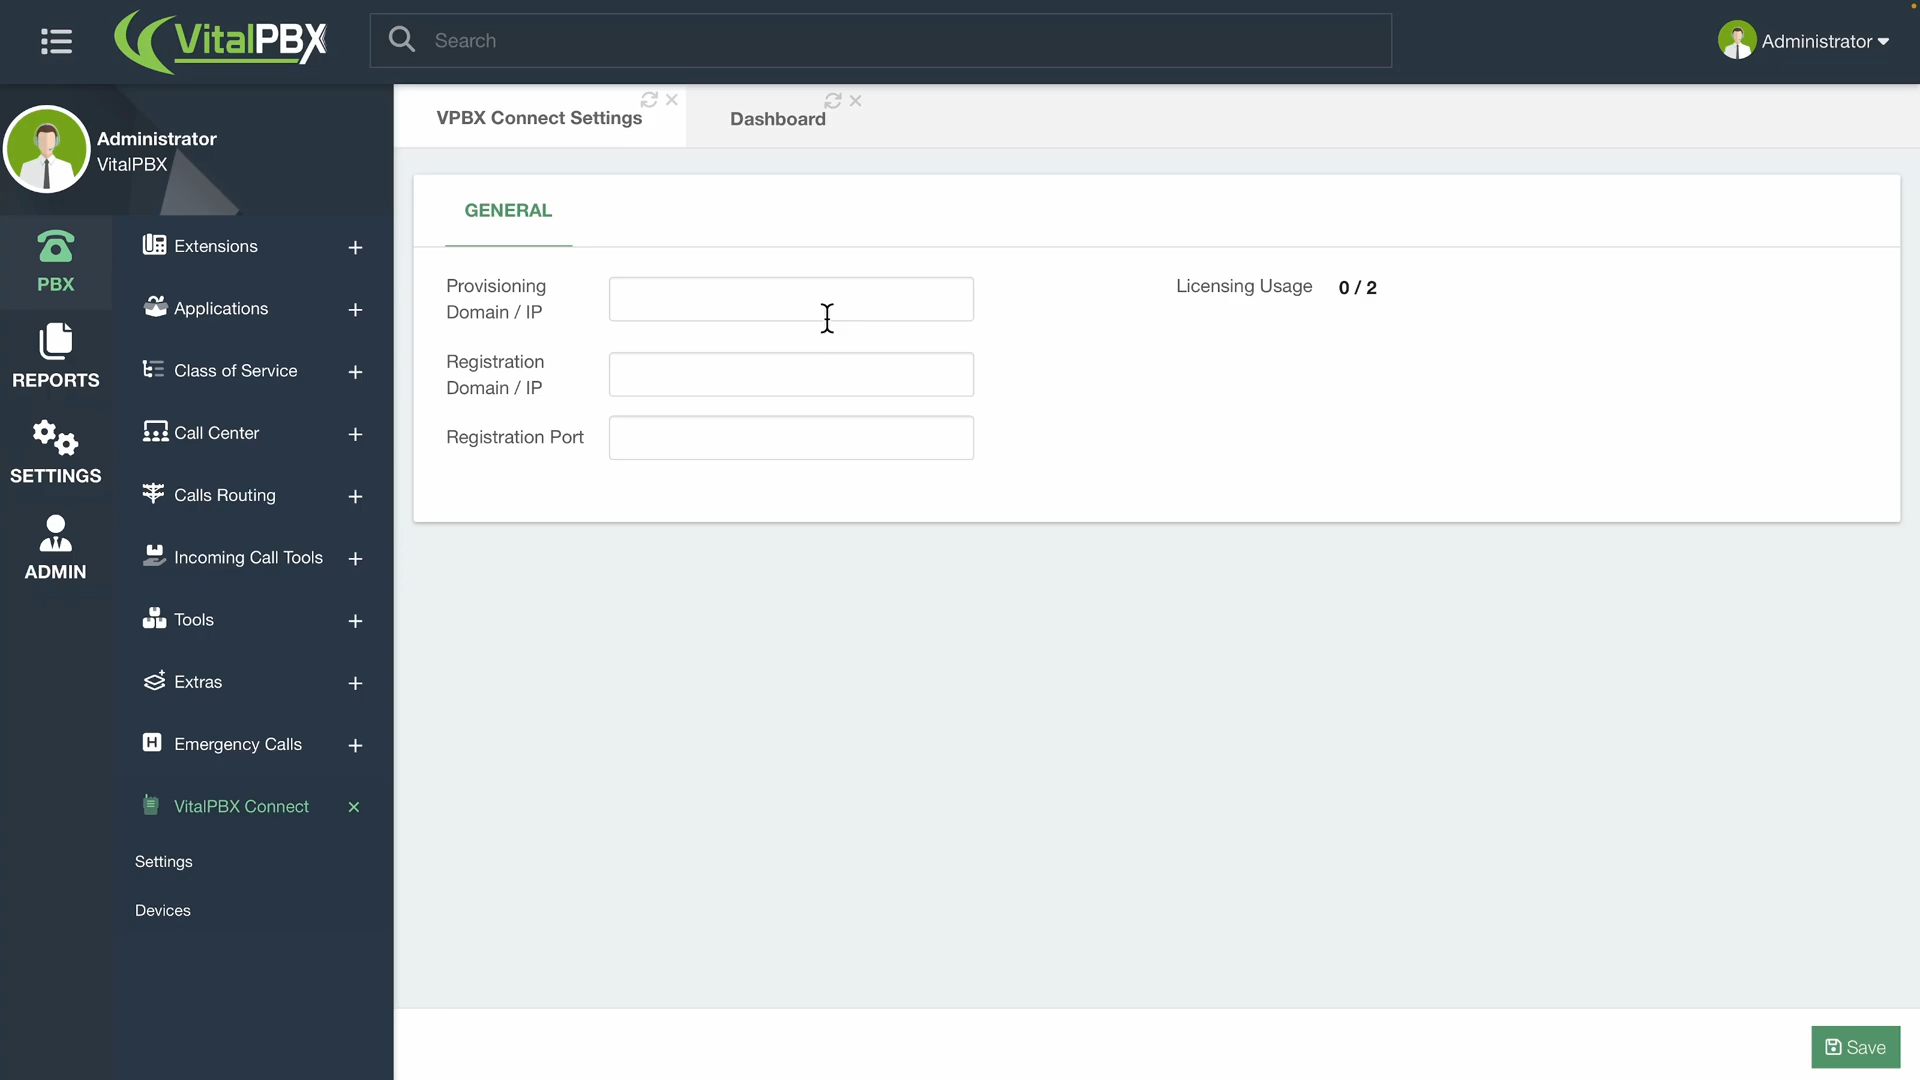 VitalPBX
Search
Administrator
Administrator
VitalPBX
PBX
REPORTS
SETTINGS
ADMIN
Extensions
Applications
Class of Service
Call Center
Calls Routing
Incoming Call Tools
Tools
Extras
Emergency Calls
VitalPBX Connect
Settings
Devices
VPBX Connect Settings
Dashboard
GENERAL
Provisioning
Domain / IP
Licensing Usage 0 / 2
Registration
Domain / IP
Registration Port
Save